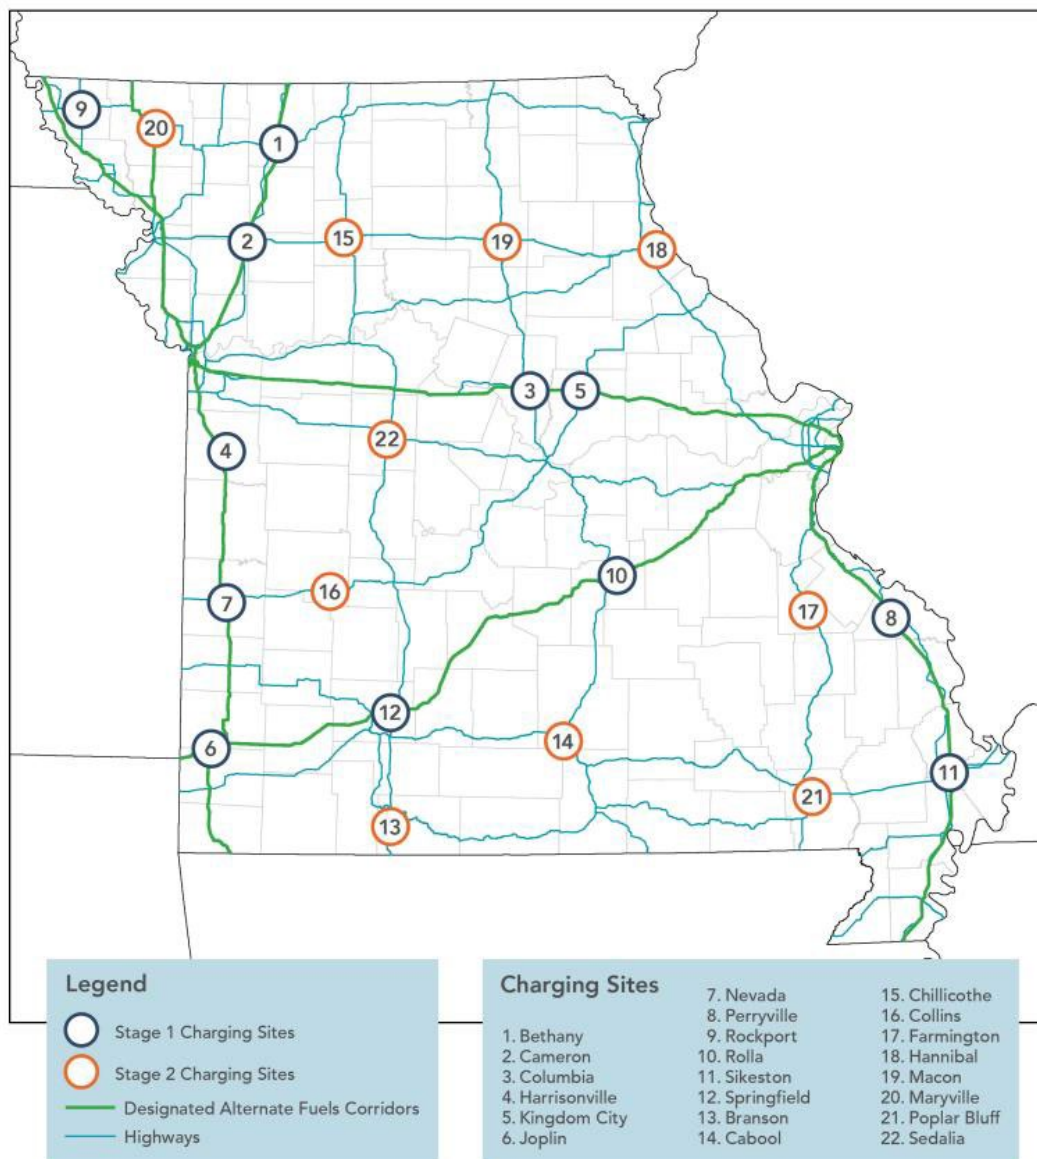 9
20
1
2
15
19
18
3
5
22
4
10
16
7
17
8
12
14
6
11
21
13
Legend
Stage 1 Charging Sites
Stage 2 Charging Sites
Designated Alternate Fuels Corridors
Highways
Charging Sites
1. Bethany
2. Cameron
3. Columbia
4. Harrisonville
5. Kingdom City
6. Joplin
7. Nevada
8. Perryville
9. Rockport
10. Rolla
11. Sikeston
12. Springfield
13. Branson
14. Cabool
15. Chillicothe
16. Collins
17. Farmington
18. Hannibal
19. Macon
20. Maryville
21. Poplar Bluff
22. Sedalia